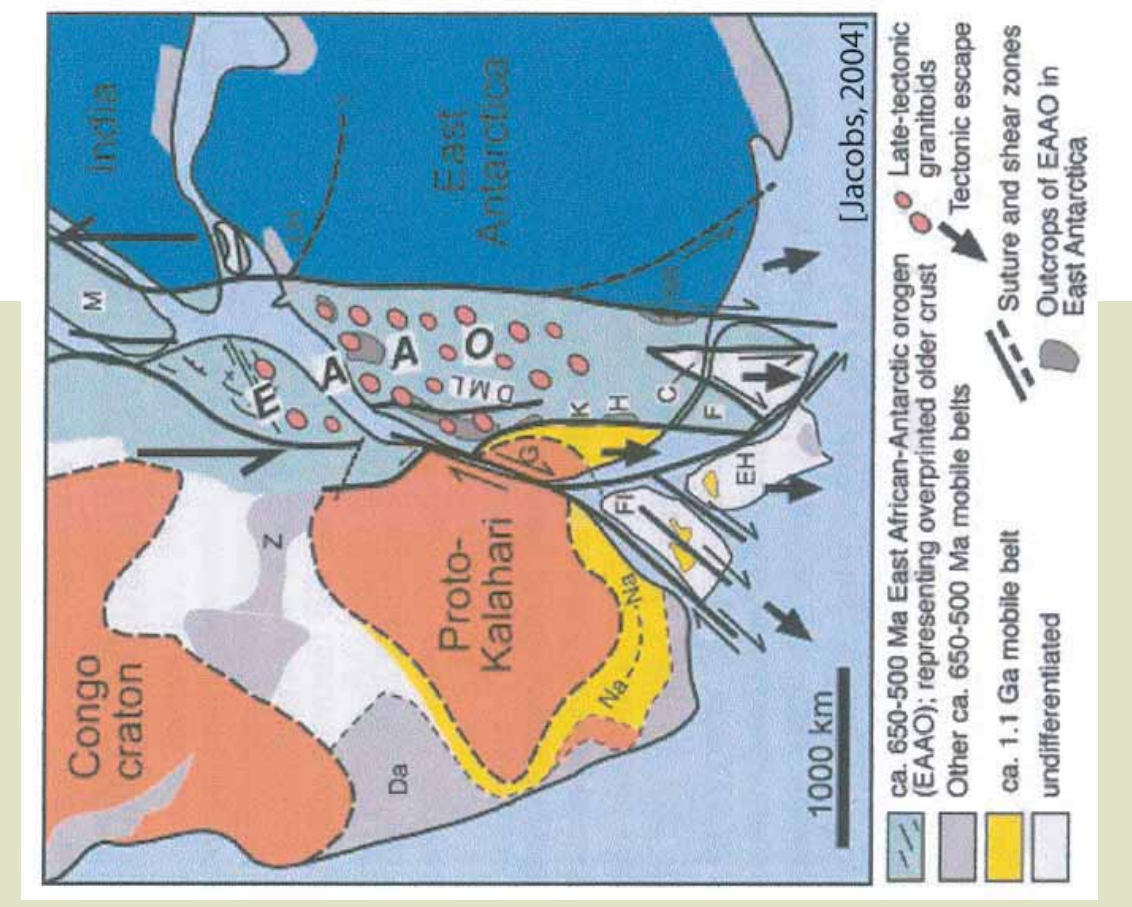 Congo
craton
India
M
E
A
A
O
East
Antarctica
Z
Da
Proto-
Kalahari
Na
Na
G
DML
K
H
C
F
FI
EH
1000 km
[Jacobs, 2004]
ca. 650-500 Ma East African-Antarctic orogen
(EAAO); representing overprinted older crust
Other ca. 650-500 Ma mobile belts
ca. 1.1 Ga mobile belt
undifferentiated
Late-tectonic
granitoids
Tectonic escape
Suture and shear zones
Outcrops of EAAO in
East Antarctica